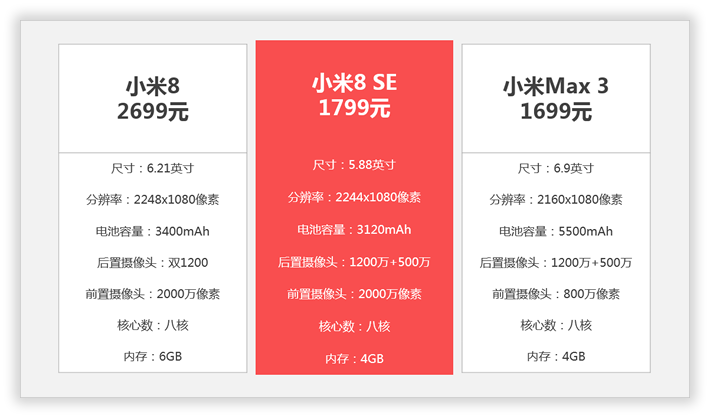 小米8
2699元
尺寸：6.21英寸
分辨率：2248x1080像素
电池容量：3400mAh
后置摄像头：双1200
前置摄像头：2000万像素
核心数：八核
内存：6GB
小米8 SE
1799元
尺寸：5.88英寸
分辨率：2244x1080像素
电池容量：3120mAh
后置摄像头：1200万+500万
前置摄像头：2000万像素
核心数：八核
内存：4GB
小米Max 3
1699元
尺寸：6.9英寸
分辨率：2160x1080像素
电池容量：5500mAh
后置摄像头：1200万+500万
前置摄像头：800万像素
核心数：八核
内存：4GB